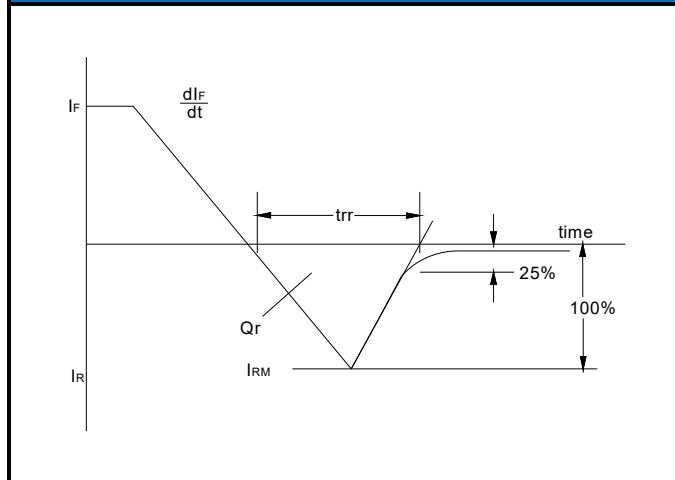 IF
dIF
dt
trr
time
25%
100%
Qr
IRM
IR